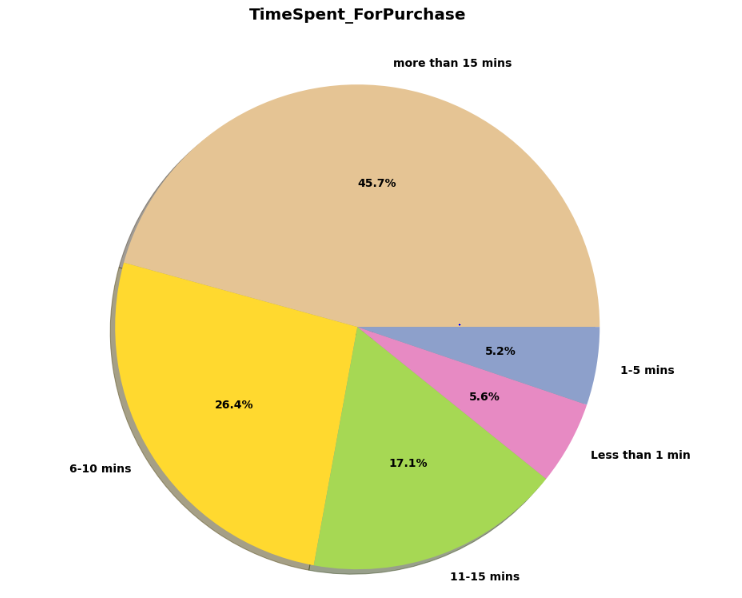 TimeSpent_ForPurchase
more than 15 mins
45.7%
5.2%
1-5 mins
5.6%
26.4%
Less than 1 min
17.1%
6-10 mins
11-15 mins